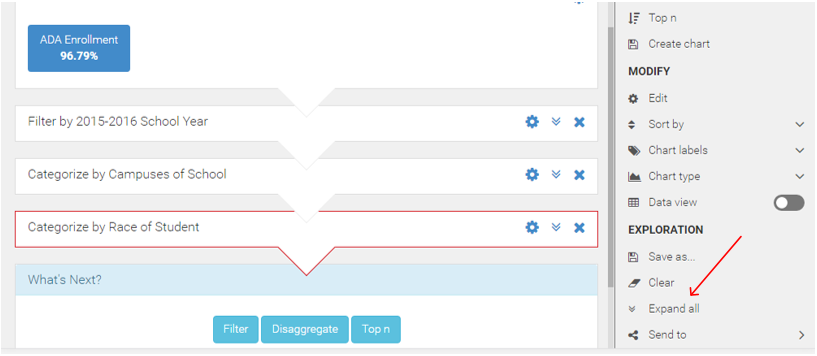 ADA Enrollment
96.79%
Filter by 2015-2016 School Year
Categorize by Campuses of School
Categorize by Race of Student
What's Next?
Filter
Disaggregate
Top n
Top n
Create chart
MODIFY
Edit
Sort by
Chart labels
Chart type
Data view
EXPLORATION
Save as...
Clear
Expand all
Send to